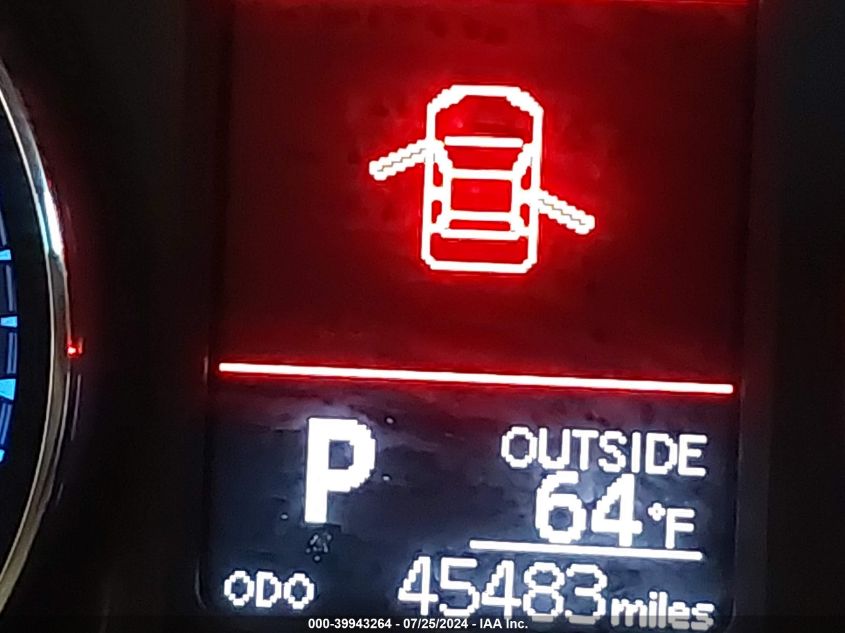 P
OUTSIDE
64°F
ODO 45483 miles
000-39943264 - 07/25/2024 - IAA Inc.